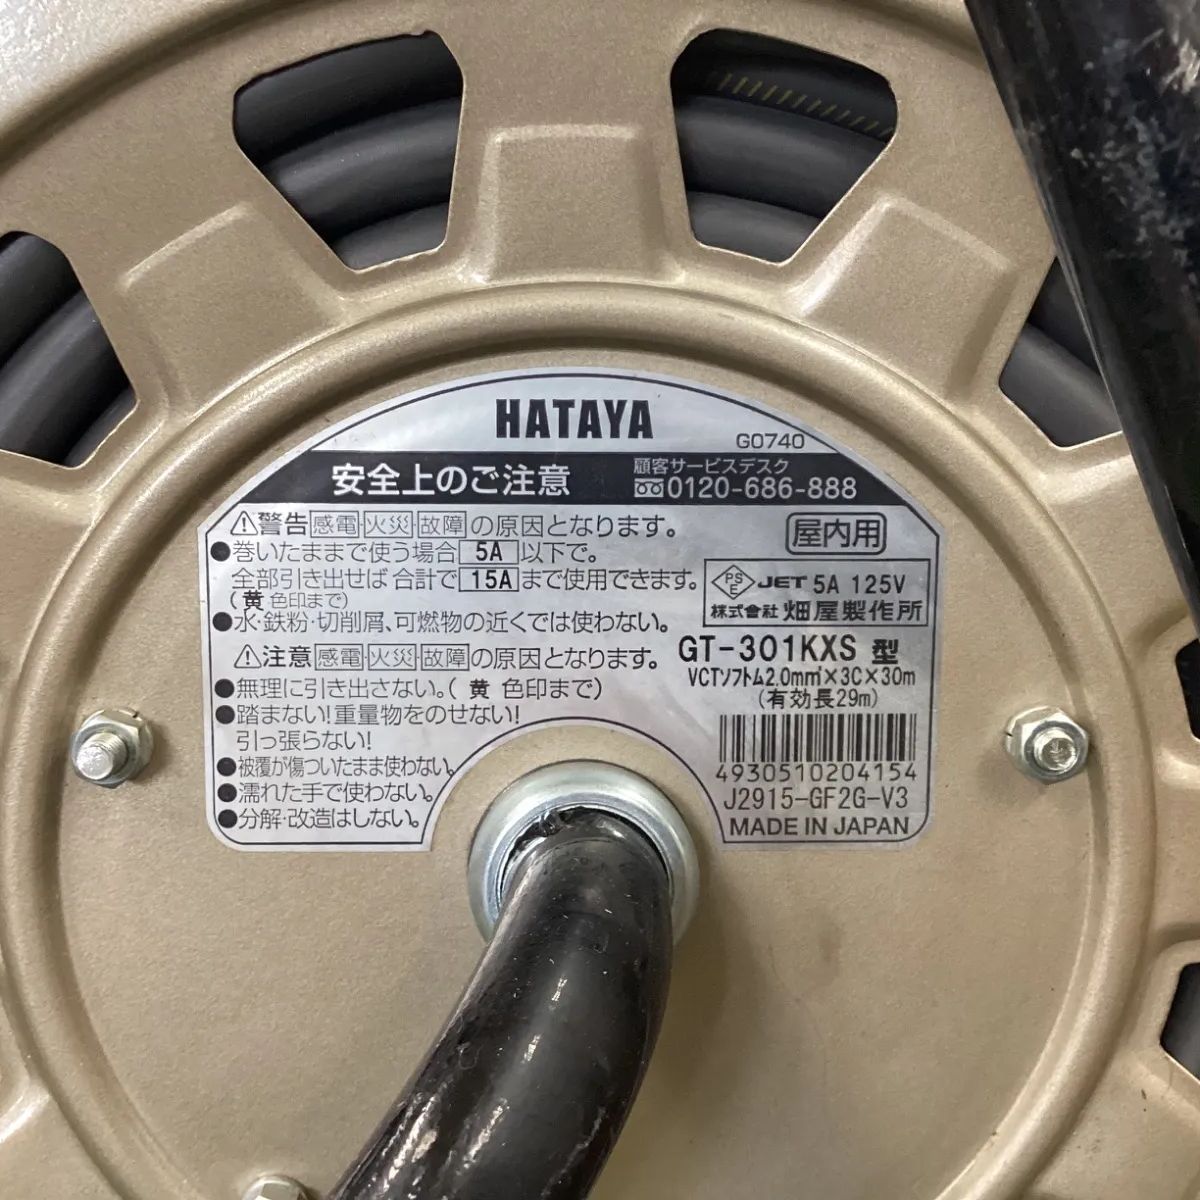 HATAYA
G0740
安全上のご注意
顧客サービスデスク
0120-686-888
⚠警告 感電・火災・故障 の原因となります。
●巻いたままで使う場合 5A 以下で。
全部引き出せば 合計で 15A まで使用できます。
(黄色印まで)
●水・鉄粉・切削屑、可燃物の近くでは使わない。
⚠注意 感電・火災・故障 の原因となります。
●無理に引き出さない。( 黄 色印まで)
●踏まない!重量物をのせない!
引っ張らない!
●被覆が傷ついたまま使わない。
●濡れた手で使わない。
●分解・改造はしない。
屋内用
PSE JET 5A 125V
株式会社 畑屋製作所
GT-301KXS 型
VCTソフトム2.0m㎡×3C×30m
(有効長29m)
4930510204154
J2915-GF2G-V3
MADE IN JAPAN